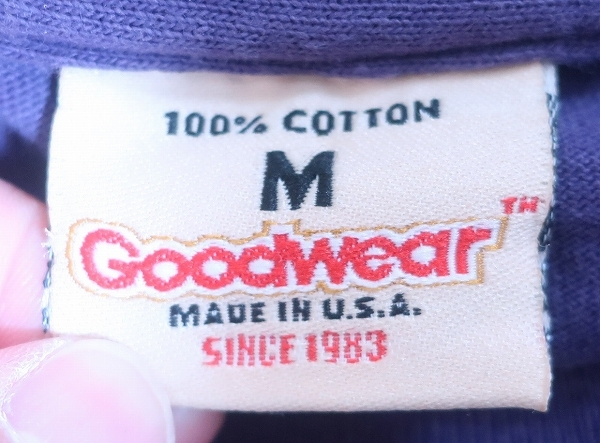 100% COTTON
M
Goodwear™
MADE IN U.S.A.
SINCE 1983